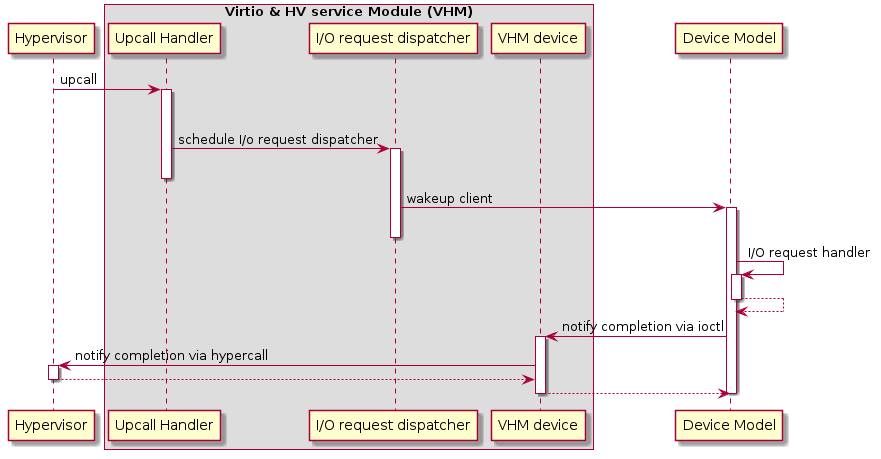 Virtio & HV service Module (VHM)
Hypervisor
Upcall Handler
I/O request dispatcher
VHM device
Device Model
upcall
schedule I/o request dispatcher
wakeup client
I/O request handler
notify completion via ioctl
notify completion via hypercall
Hypervisor
Upcall Handler
I/O request dispatcher
VHM device
Device Model